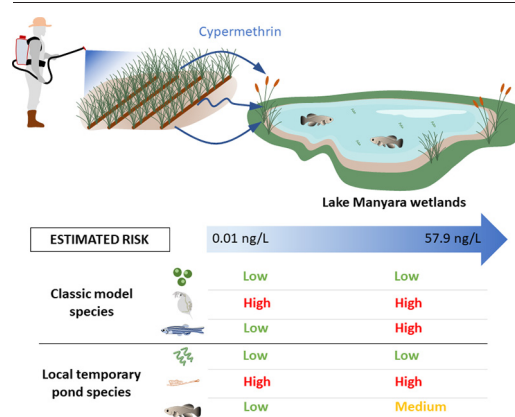 Cypermethrin
Lake Manyara wetlands
ESTIMATED RISK
0.01 ng/L
57.9 ng/L
Classic model
species
Low
Low
High
High
Low
High
Local temporary
pond species
Low
Low
High
High
Low
Medium